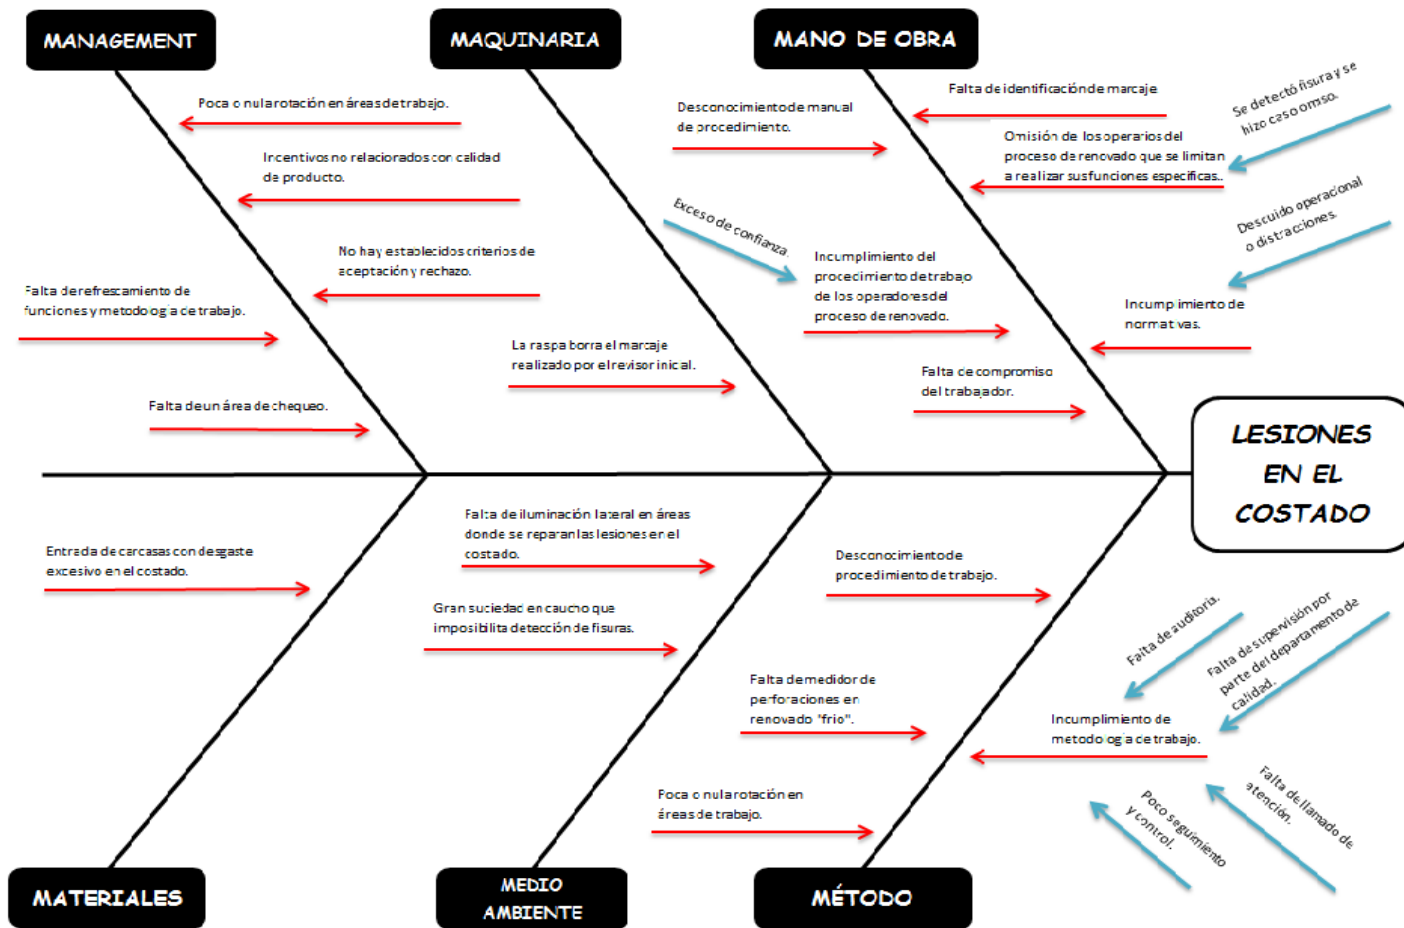 MANAGEMENT
MAQUINARIA
MANO DE OBRA
Poca o nula rotación en áreas de trabajo.
Incentivos no relacionados con calidad
de producto.
No hay establecidos criterios de
aceptación y rechazo.
Falta de refrescamiento de
funciones y metodología de trabajo.
Falta de un área de chequeo.
La raspa borra el marcaje
realizado por el revisor inicial.
Desconocimiento de manual
de procedimiento.
Exceso de confianza.
Incumplimiento del
procedimiento de trabajo
de los operadores del
proceso de renovado.
Falta de compromiso
del trabajador.
Falta de identificación de marcaje
Omisión de los operarios del
proceso de renovado que se limitan
a realizar sus funciones específicas..
Se detectó fisura y se
hizo caso omiso.
Descuido operacional
o distracciones.
Incumplimiento de
normativas.
LESIONES
EN EL
COSTADO
Entrada de carcasas con desgaste
excesivo en el costado.
Falta de iluminación lateral en áreas
donde se reparan las lesiones en el
costado.
Gran suciedad en caucho que
imposibilita detección de fisuras.
Desconocimiento de
procedimiento de trabajo.
Falta de medidor de
perforaciones en
renovado "frio".
Poca o nula rotación en
áreas de trabajo.
Incumplimiento de
metodología de trabajo.
Falta de auditoria.
Falta de supervisión por
parte del departamento de
calidad.
Poco seguimiento
y control.
Falta de llamado de
atención.
MATERIALES
MEDIO
AMBIENTE
MÉTODO